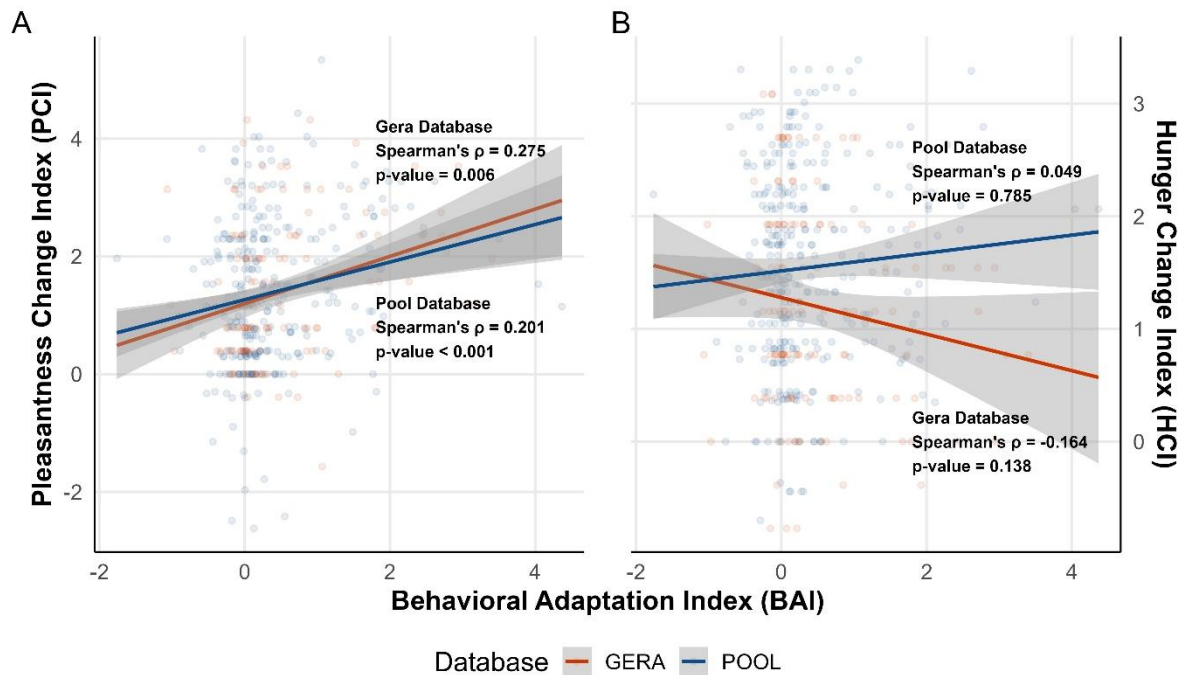 A
B
Pleasantness Change Index (PCI)
4
2
0
-2
Gera Database
Spearman's ρ = 0.275
p-value = 0.006
Pool Database
Spearman's ρ = 0.201
p-value < 0.001
-2 0 2 4
Pool Database
Spearman's ρ = 0.049
p-value = 0.785
Gera Database
Spearman's ρ = -0.164
p-value = 0.138
3
2
1
0
Hunger Change Index (HCI)
-2 0 2 4
Behavioral Adaptation Index (BAI)
Database GERA POOL